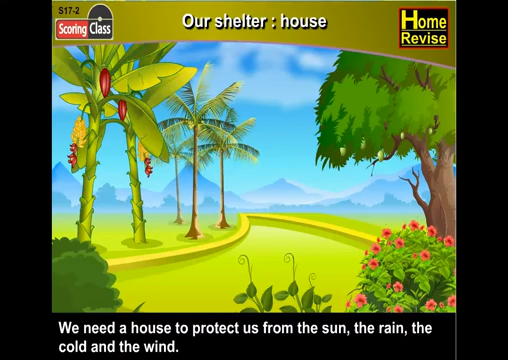 S17-2
Scoring Class
Our shelter : house
Home
Revise
We need a house to protect us from the sun, the rain, the
cold and the wind.